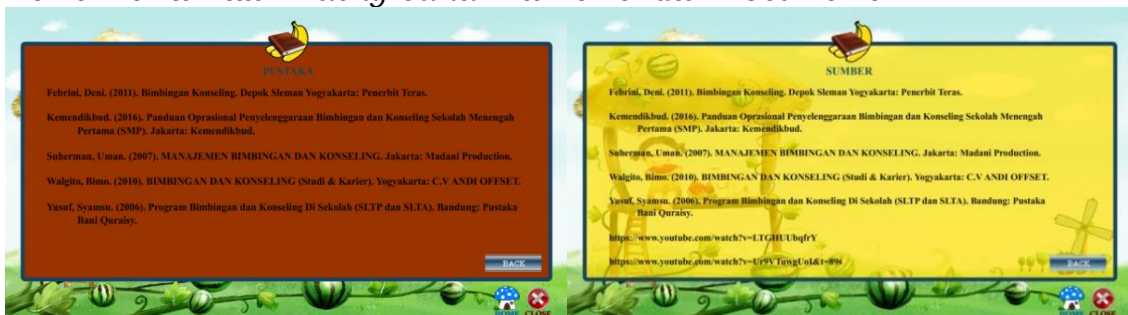 PUSTAKA
Febrini, Deni. (2011). Bimbingan Konseling. Depok Sleman Yogyakarta: Penerbit Teras.
Kemendikbud. (2016). Panduan Oprasional Penyelenggaraan Bimbingan dan Konseling Sekolah Menengah
Pertama (SMP). Jakarta: Kemendikbud.
Suherman, Uman. (2007). MANAJEMEN BIMBINGAN DAN KONSELING. Jakarta: Madani Production.
Walgito, Bimo. (2010). BIMBINGAN DAN KONSELING (Studi & Karier). Yogyakarta: C.V ANDI OFFSET.
Yusuf, Syamsu. (2006). Program Bimbingan dan Konseling Di Sekolah (SLTP dan SLTA). Bandung: Pustaka
Bani Quraisy.
BACK
HOME CLOSE
SUMBER
Febrini, Deni. (2011). Bimbingan Konseling. Depok Sleman Yogyakarta: Penerbit Teras.
Kemendikbud. (2016). Panduan Oprasional Penyelenggaraan Bimbingan dan Konseling Sekolah Menengah
Pertama (SMP). Jakarta: Kemendikbud.
Suherman, Uman. (2007). MANAJEMEN BIMBINGAN DAN KONSELING. Jakarta: Madani Production.
Walgito, Bimo. (2010). BIMBINGAN DAN KONSELING (Studi & Karier). Yogyakarta: C.V ANDI OFFSET.
Yusuf, Syamsu. (2006). Program Bimbingan dan Konseling Di Sekolah (SLTP dan SLTA). Bandung: Pustaka
Bani Quraisy.
https://www.youtube.com/watch?v=LTGHUUbqfrY
https://www.youtube.com/watch?v=Ur9VTuwgUoI&t=89s
BACK
HOME CLOSE